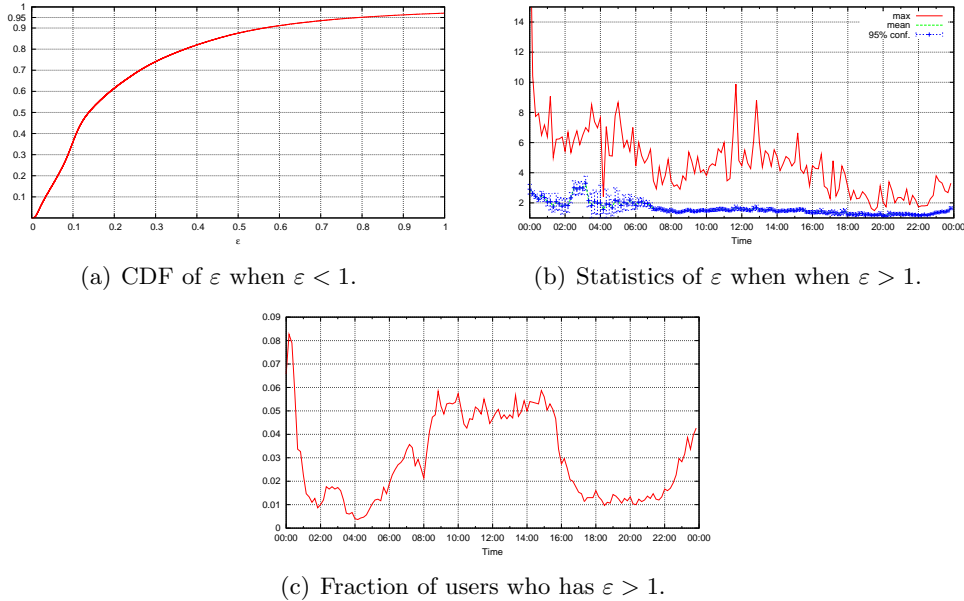 1
0.95
0.9
0.8
0.7
0.6
0.5
0.4
0.3
0.2
0.1
0 0.1 0.2 0.3 0.4 0.5 0.6 0.7 0.8 0.9 1
ε
(a) CDF of ε when ε < 1.
max
mean
95% conf.
14
12
10
8
6
4
2
00:00 02:00 04:00 06:00 08:00 10:00 12:00 14:00 16:00 18:00 20:00 22:00 00:00
Time
(b) Statistics of ε when when ε > 1.
0.09
0.08
0.07
0.06
0.05
0.04
0.03
0.02
0.01
0
00:00 02:00 04:00 06:00 08:00 10:00 12:00 14:00 16:00 18:00 20:00 22:00 00:00
Time
(c) Fraction of users who has ε > 1.